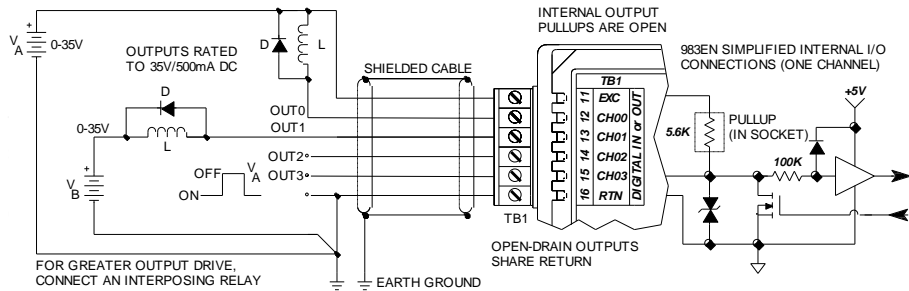 INTERNAL OUTPUT
PULLUPS ARE OPEN
+
V
A
0-35V
D
L
OUTPUTS RATED
TO 35V/500mA DC
SHIELDED CABLE
983EN SIMPLIFIED INTERNAL I/O
CONNECTIONS (ONE CHANNEL)
TB1
+5V
D
11 EXC
OUT0
12 CH00
5.6K
PULLUP
(IN SOCKET)
0-35V
OUT1
13 CH01
L
OUT2
14 CH02
100K
+
V
B
OFF
V
A
OUT3
15 CH03
ON
16 RTN
DIGITAL IN or OUT
TB1
OPEN-DRAIN OUTPUTS
SHARE RETURN
FOR GREATER OUTPUT DRIVE,
CONNECT AN INTERPOSING RELAY
EARTH GROUND